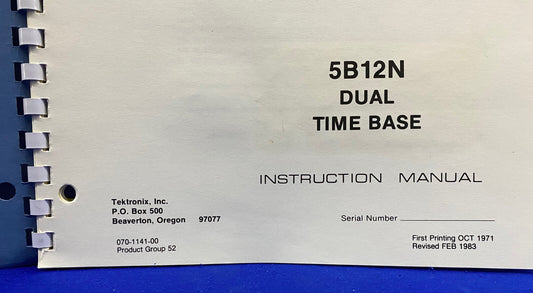 5B12N
DUAL
TIME BASE
INSTRUCTION MANUAL
Tektronix, Inc.
P.O. Box 500
Beaverton, Oregon 97077
Serial Number
070-1141-00
Product Group 52
First Printing OCT 1971
Revised FEB 1983